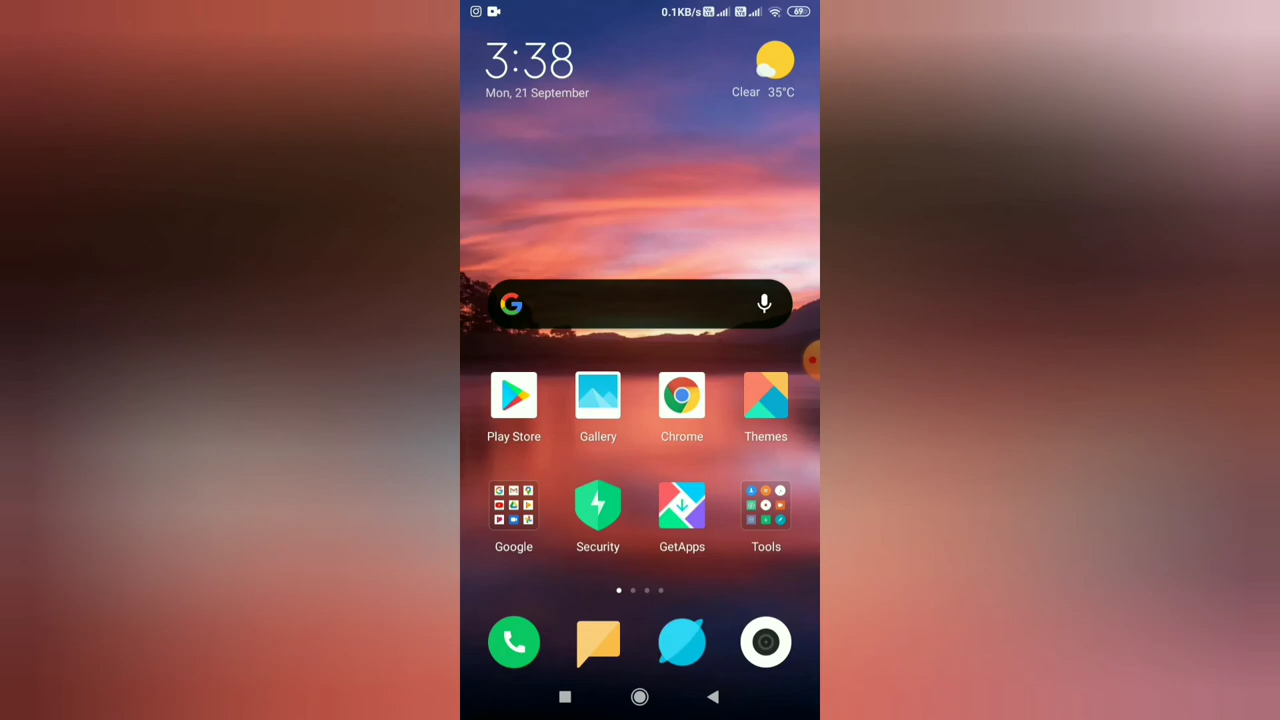 0.1KB/s 69
3:38
Mon, 21 September
Clear 35°C
Play Store Gallery Chrome Themes
Google Security GetApps Tools